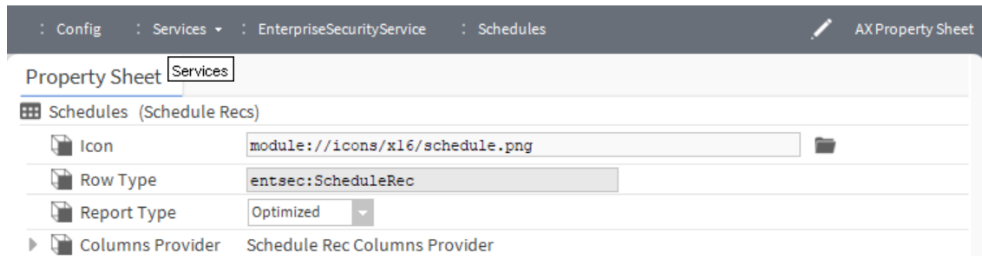 : Config : Services : EnterpriseSecurityService : Schedules AX Property Sheet
Property Sheet Services
Schedules (Schedule Recs)
Icon module://icons/x16/schedule.png
Row Type entsec:ScheduleRec
Report Type Optimized
Columns Provider Schedule Rec Columns Provider